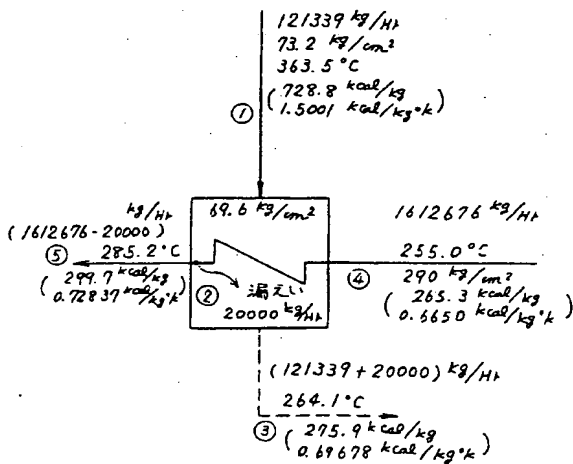 121339 kg/Hr
73.2 kg/cm²
363.5 °C
(728.8 kcal/kg
1.5001 kcal/kg°k)
①
kg/Hr
(1612676-20000)
⑤
285.2°C
(299.7 kcal/kg
0.72837 kcal/kg°k)
69.6 kg/cm²
② 漏えい
20000 kg/Hr
1612676 kg/Hr
255.0°C
④
290 kg/cm²
(265.3 kcal/kg
0.6650 kcal/kg°k)
(121339+20000) kg/Hr
264.1°C
③
(275.9 kcal/kg
0.69678 kcal/kg°k)